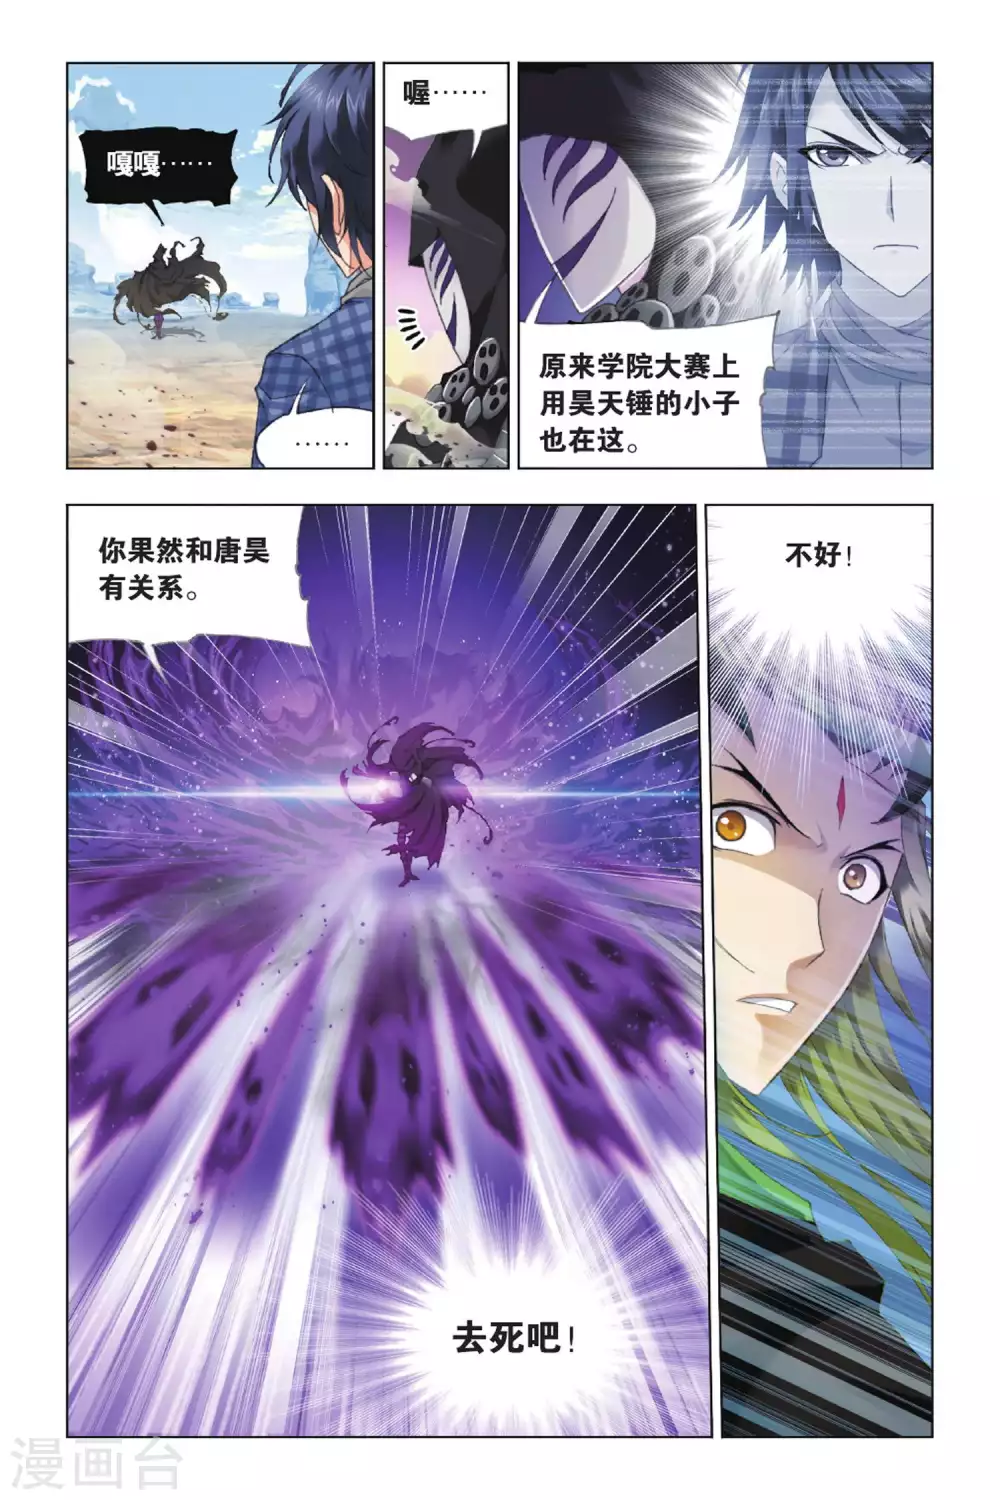 嘎嘎……
……
喔……
原来学院大赛上
用昊天锤的小子
也在这。
你果然和唐昊
有关系。
不好！
去死吧！
漫画台